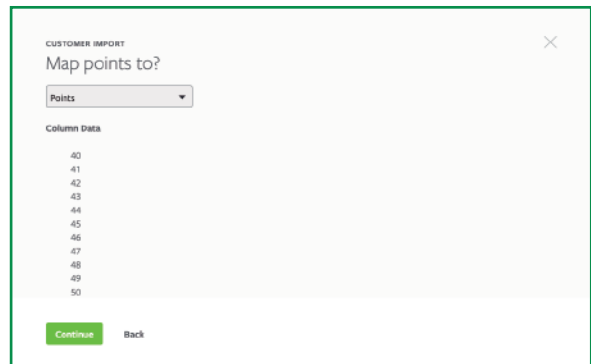 CUSTOMER IMPORT
Map points to?
Points
Column Data
40
41
42
43
44
45
46
47
48
49
50
Continue Back